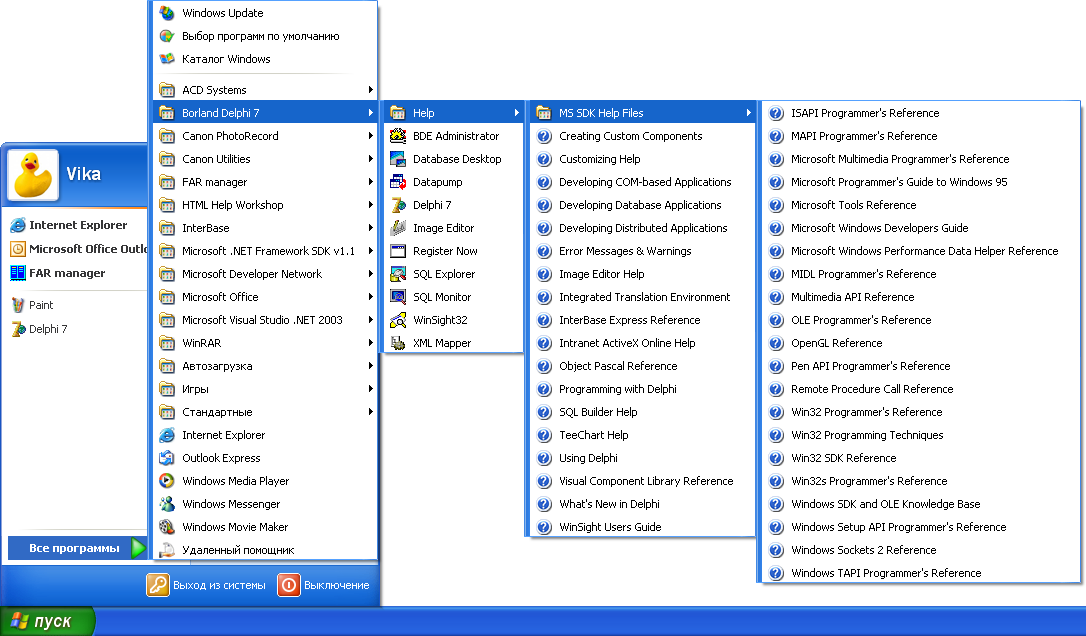 Vika
Internet Explorer
Microsoft Office Outlo
FAR manager
Paint
Delphi 7
Все программы
Выход из системы
Выключение
пуск
Windows Update
Выбор программ по умолчанию
Каталог Windows
ACD Systems
Borland Delphi 7
Canon PhotoRecord
Canon Utilities
FAR manager
HTML Help Workshop
InterBase
Microsoft .NET Framework SDK v1.1
Microsoft Developer Network
Microsoft Office
Microsoft Visual Studio .NET 2003
WinRAR
Автозагрузка
Игры
Стандартные
Internet Explorer
Outlook Express
Windows Media Player
Windows Messenger
Windows Movie Maker
Удаленный помощник
Help
BDE Administrator
Database Desktop
Datapump
Delphi 7
Image Editor
Register Now
SQL Explorer
SQL Monitor
WinSight32
XML Mapper
MS SDK Help Files
Creating Custom Components
Customizing Help
Developing COM-based Applications
Developing Database Applications
Developing Distributed Applications
Error Messages & Warnings
Image Editor Help
Integrated Translation Environment
InterBase Express Reference
Intranet ActiveX Online Help
Object Pascal Reference
Programming with Delphi
SQL Builder Help
TeeChart Help
Using Delphi
Visual Component Library Reference
What's New in Delphi
WinSight Users Guide
ISAPI Programmer's Reference
MAPI Programmer's Reference
Microsoft Multimedia Programmer's Reference
Microsoft Programmer's Guide to Windows 95
Microsoft Tools Reference
Microsoft Windows Developers Guide
Microsoft Windows Performance Data Helper Reference
MIDL Programmer's Reference
Multimedia API Reference
OLE Programmer's Reference
OpenGL Reference
Pen API Programmer's Reference
Remote Procedure Call Reference
Win32 Programmer's Reference
Win32 Programming Techniques
Win32 SDK Reference
Win32s Programmer's Reference
Windows SDK and OLE Knowledge Base
Windows Setup API Programmer's Reference
Windows Sockets 2 Reference
Windows TAPI Programmer's Reference